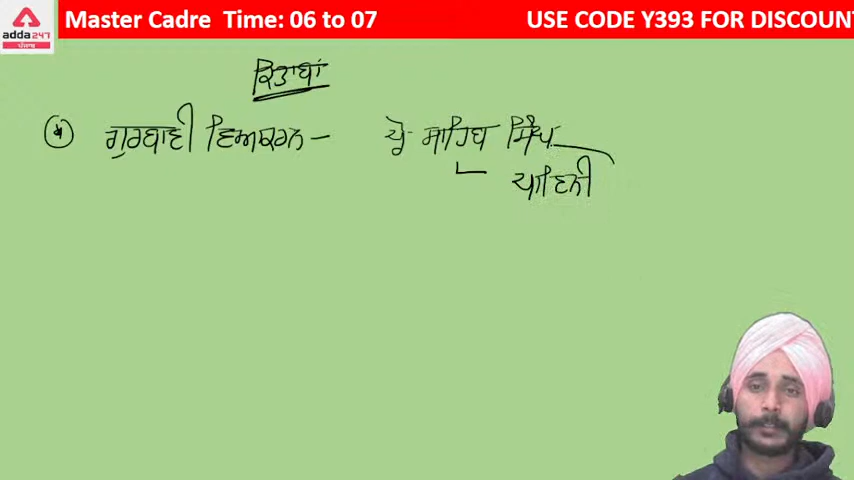 adda247
ਪੰਜਾਬ
Master Cadre Time: 06 to 07
USE CODE Y393 FOR DISCOUNT
ਕਿਤਾਬਾਂ
ਗੁਰਬਾਣੀ ਵਿਆਕਰਨ – ਪ੍ਰੋ. ਸਾਹਿਬ ਸਿੰਘ